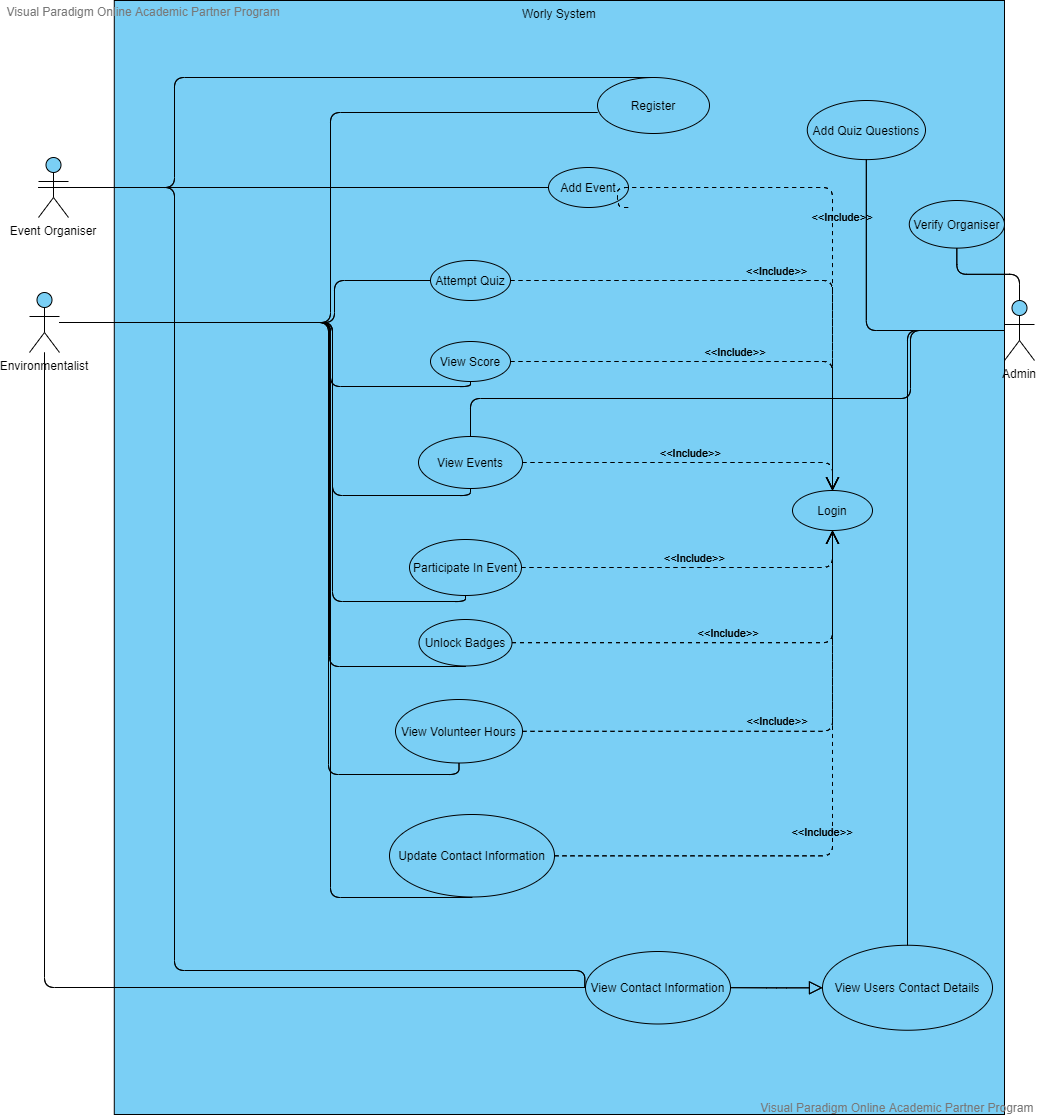 Visual Paradigm Online Academic Partner Program
Worly System
Register
Add Quiz Questions
Add Event
<<Include>>
Verify Organiser
Event Organiser
<<Include>>
Attempt Quiz
<<Include>>
View Score
Environmentalist
Admin
<<Include>>
View Events
Login
<<Include>>
Participate In Event
<<Include>>
Unlock Badges
<<Include>>
View Volunteer Hours
<<Include>>
Update Contact Information
View Contact Information
View Users Contact Details
Visual Paradigm Online Academic Partner Program